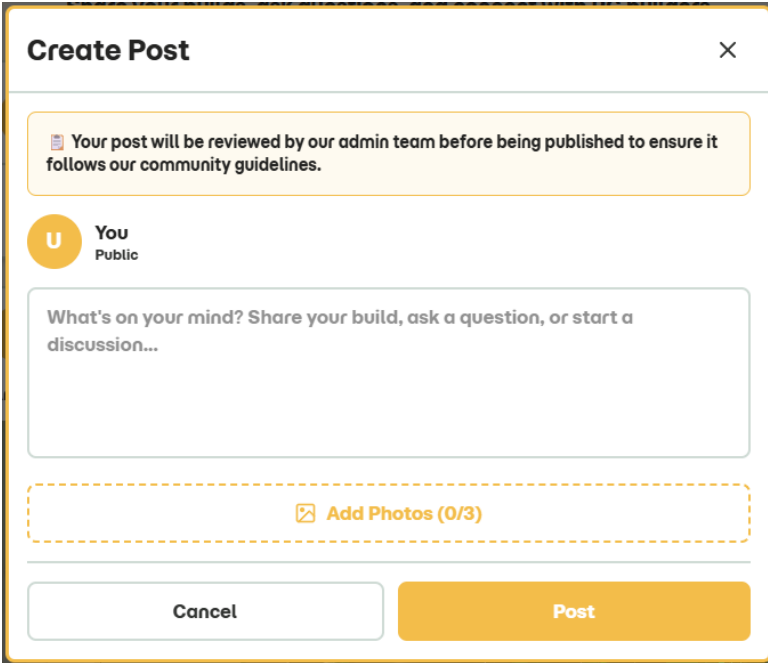 Create Post
Your post will be reviewed by our admin team before being published to ensure it
follows our community guidelines.
U
You
Public
What's on your mind? Share your build, ask a question, or start a
discussion...
Add Photos (0/3)
Cancel
Post